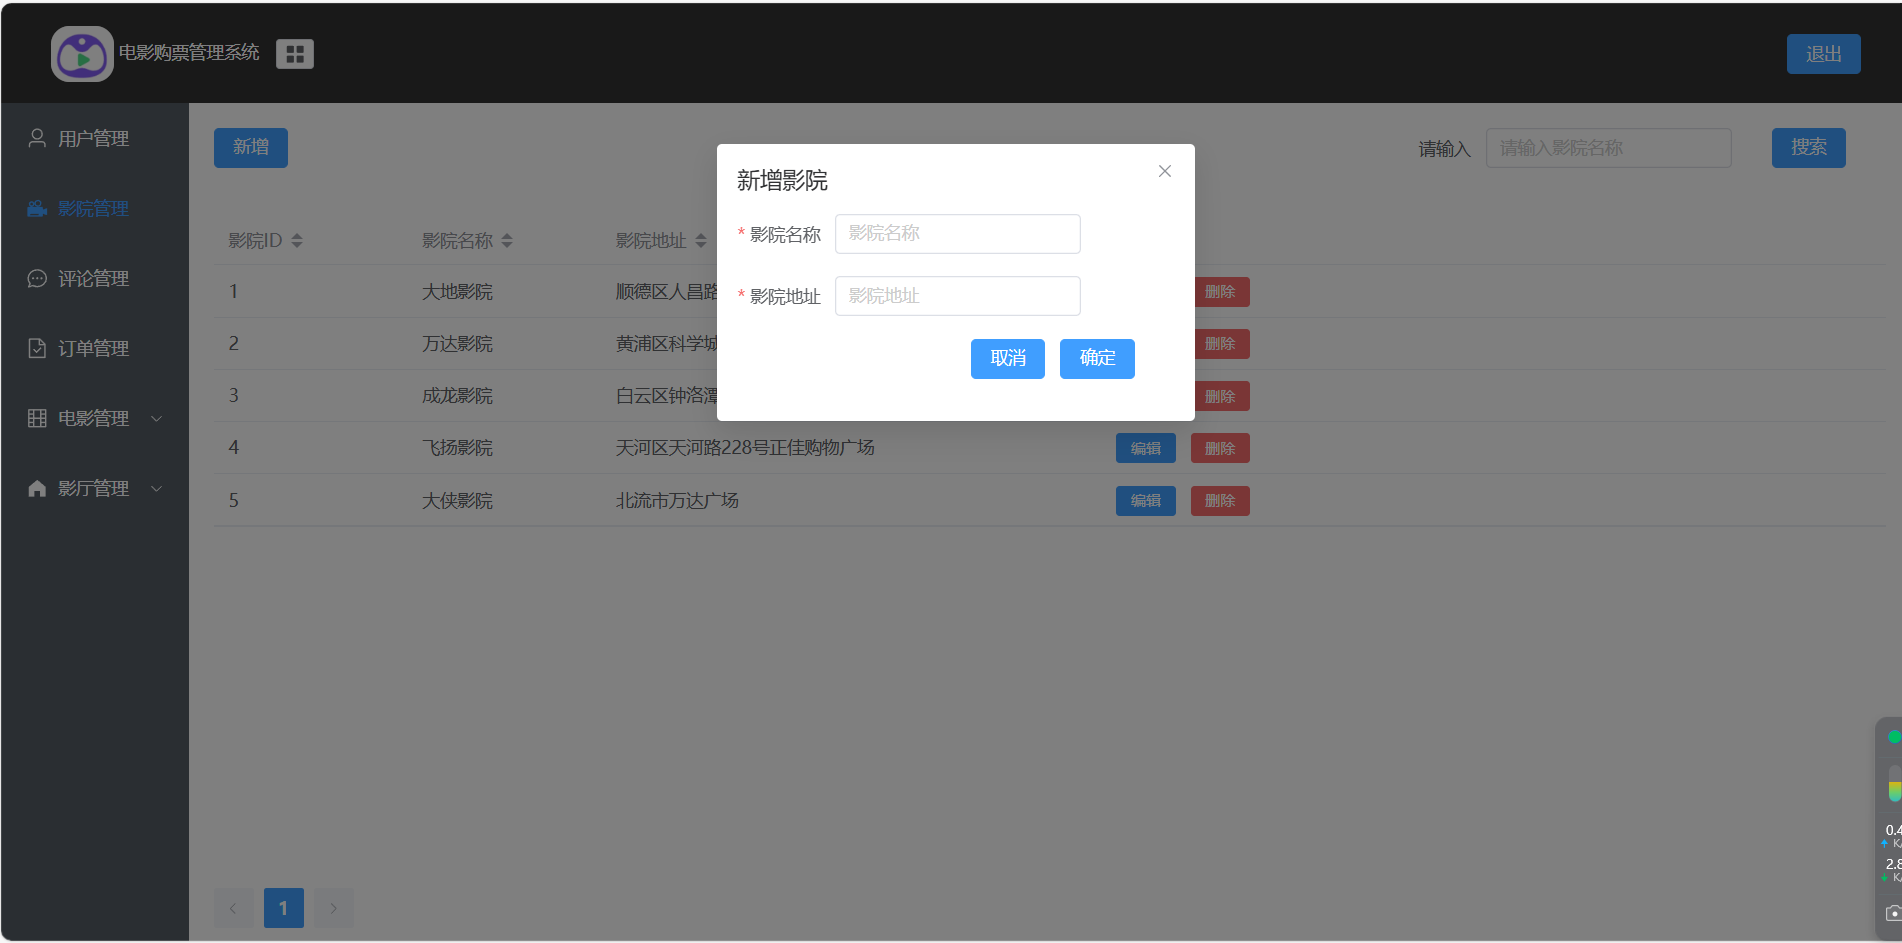 电影购票管理系统
退出
用户管理
影院管理
评论管理
订单管理
电影管理
影厅管理
新增
请输入 请输入影院名称 搜索
影院ID 影院名称 影院地址
1 大地影院 顺德区人昌路 删除
2 万达影院 黄浦区科学城 删除
3 成龙影院 白云区钟洛潭 删除
4 飞扬影院 天河区天河路228号正佳购物广场 编辑 删除
5 大侠影院 北流市万达广场 编辑 删除
新增影院
* 影院名称 影院名称
* 影院地址 影院地址
取消 确定
1
0.4
K/
2.8
K/